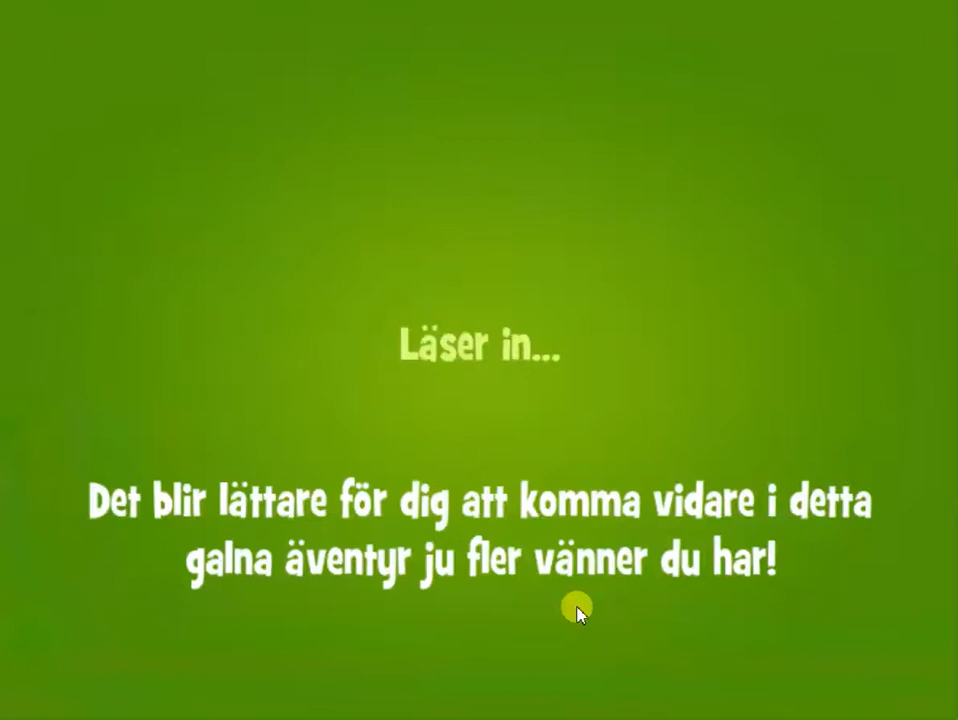 Läser in...
Det blir lättare för dig att komma vidare i detta
galna äventyr ju fler vänner du har!